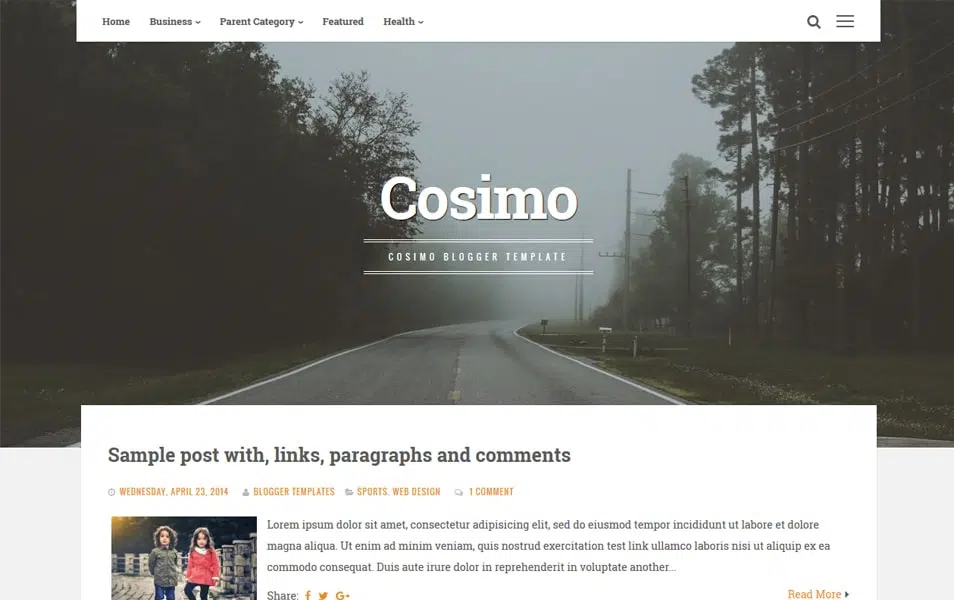 Home Business Parent Category Featured Health
Cosimo
COSIMO BLOGGER TEMPLATE
Sample post with, links, paragraphs and comments
WEDNESDAY, APRIL 23, 2014 BLOGGER TEMPLATES SPORTS, WEB DESIGN 1 COMMENT
Lorem ipsum dolor sit amet, consectetur adipisicing elit, sed do eiusmod tempor incididunt ut labore et dolore
magna aliqua. Ut enim ad minim veniam, quis nostrud exercitation test link ullamco laboris nisi ut aliquip ex ea
commodo consequat. Duis aute irure dolor in reprehenderit in voluptate another...
Share: Read More